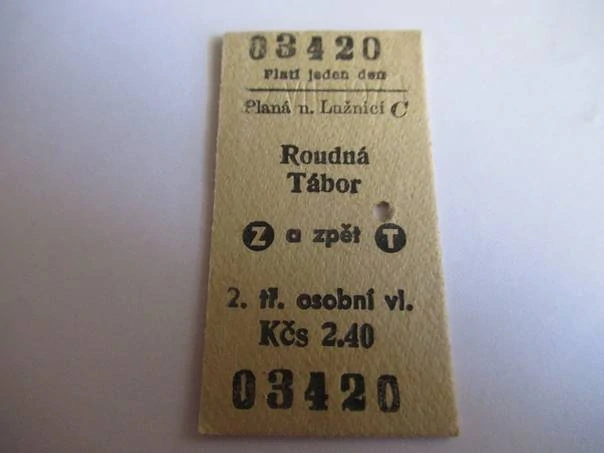 03420
Platí jeden den
Planá n. Lužnicí C
Roudná
Tábor
Z a zpět T
2. tř. osobní vl.
Kčs 2.40
03420